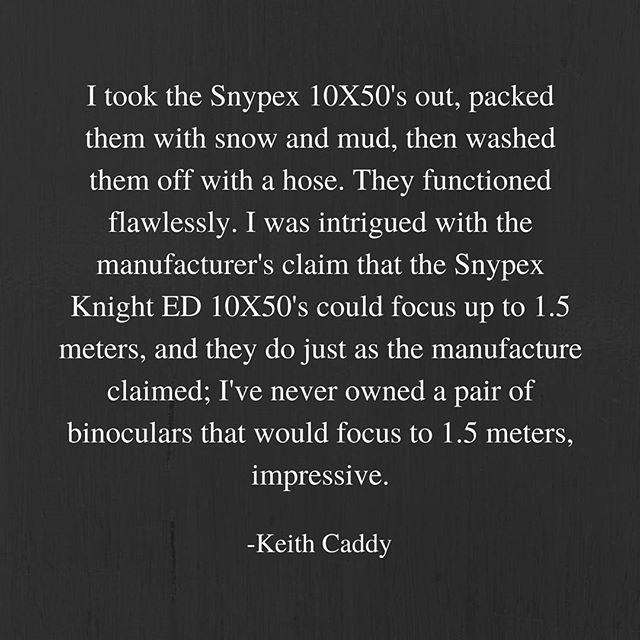 I took the Snypex 10X50's out, packed
them with snow and mud, then washed
them off with a hose. They functioned
flawlessly. I was intrigued with the
manufacturer's claim that the Snypex
Knight ED 10X50's could focus up to 1.5
meters, and they do just as the manufacture
claimed; I've never owned a pair of
binoculars that would focus to 1.5 meters,
impressive.
-Keith Caddy